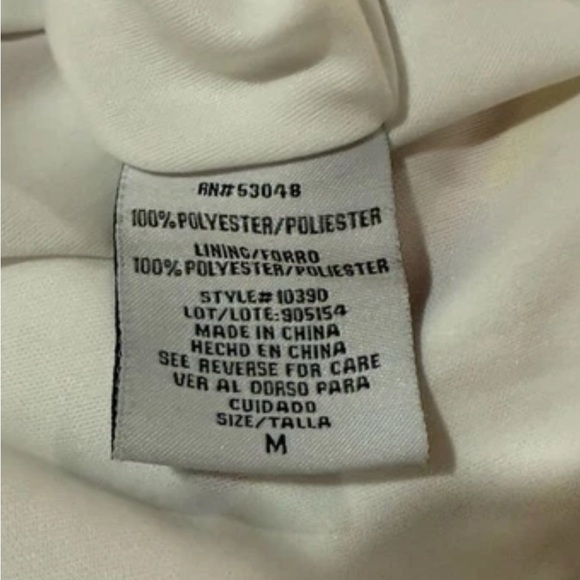 RN#53048
100%POLYESTER/POLIESTER
LINING/FORRO
100% POLYESTER/POLIESTER
STYLE#10390
LOT/LOTE:905154
MADE IN CHINA
HECHO EN CHINA
SEE REVERSE FOR CARE
VER AL DORSO PARA
CUIDADO
SIZE/TALLA
M